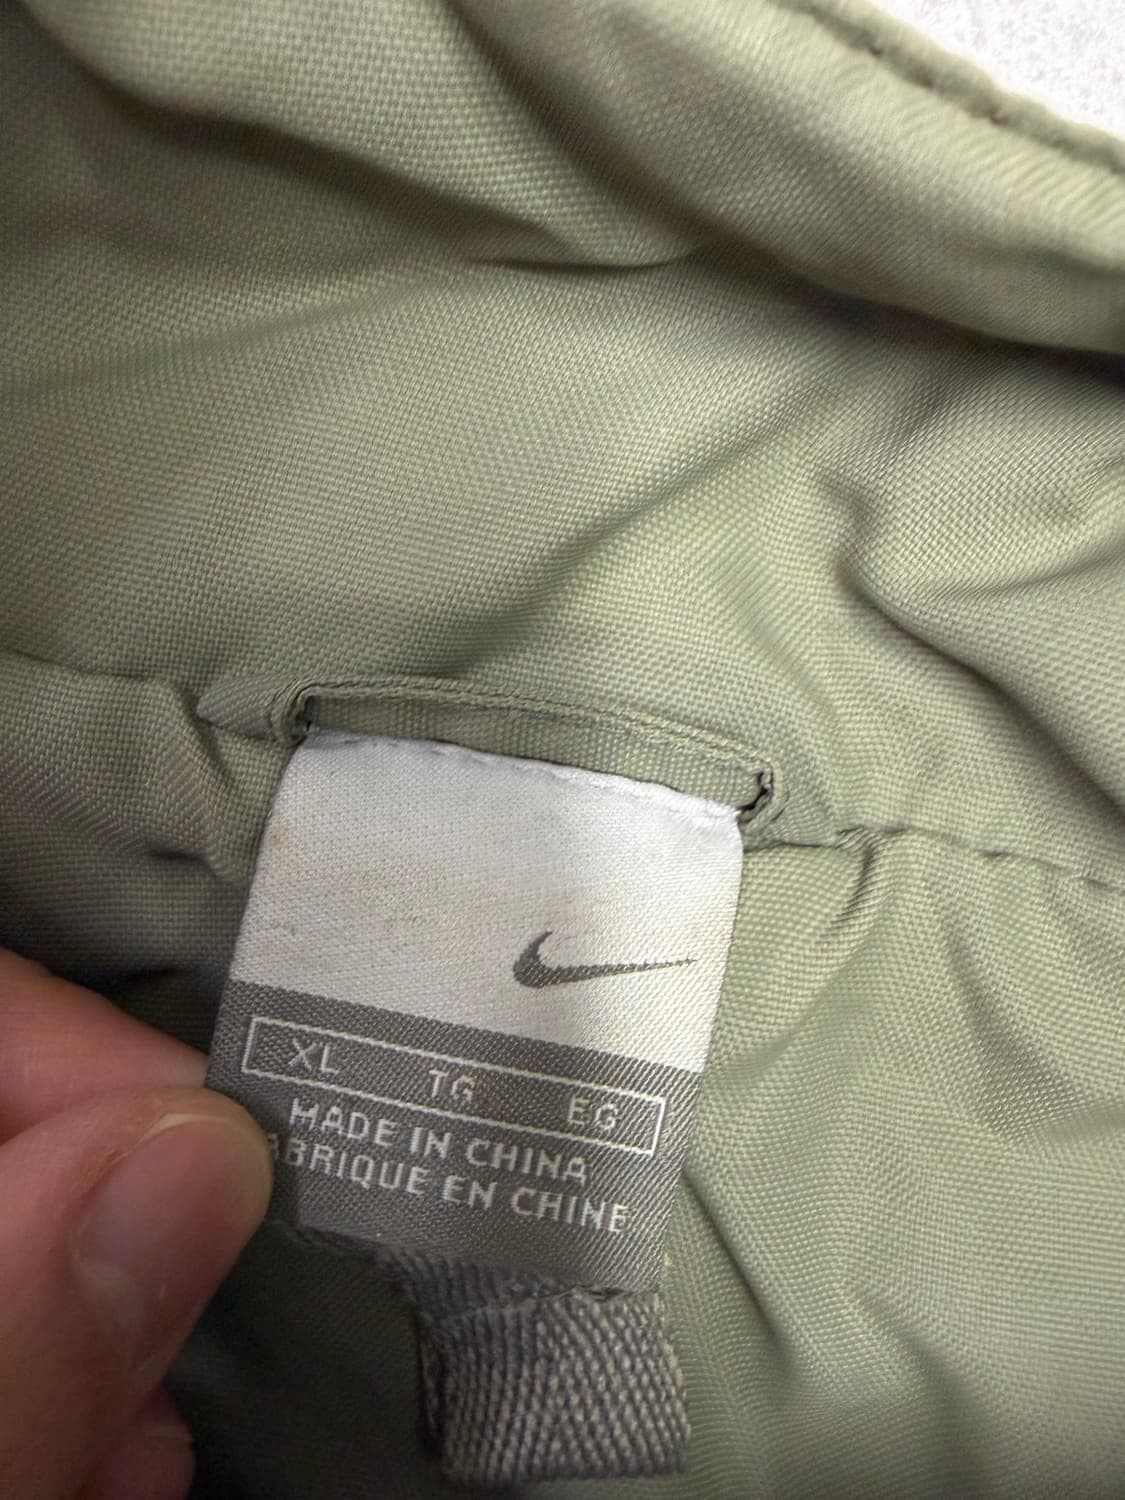 XL TG EG
MADE IN CHINA
ABRIQUE EN CHINE